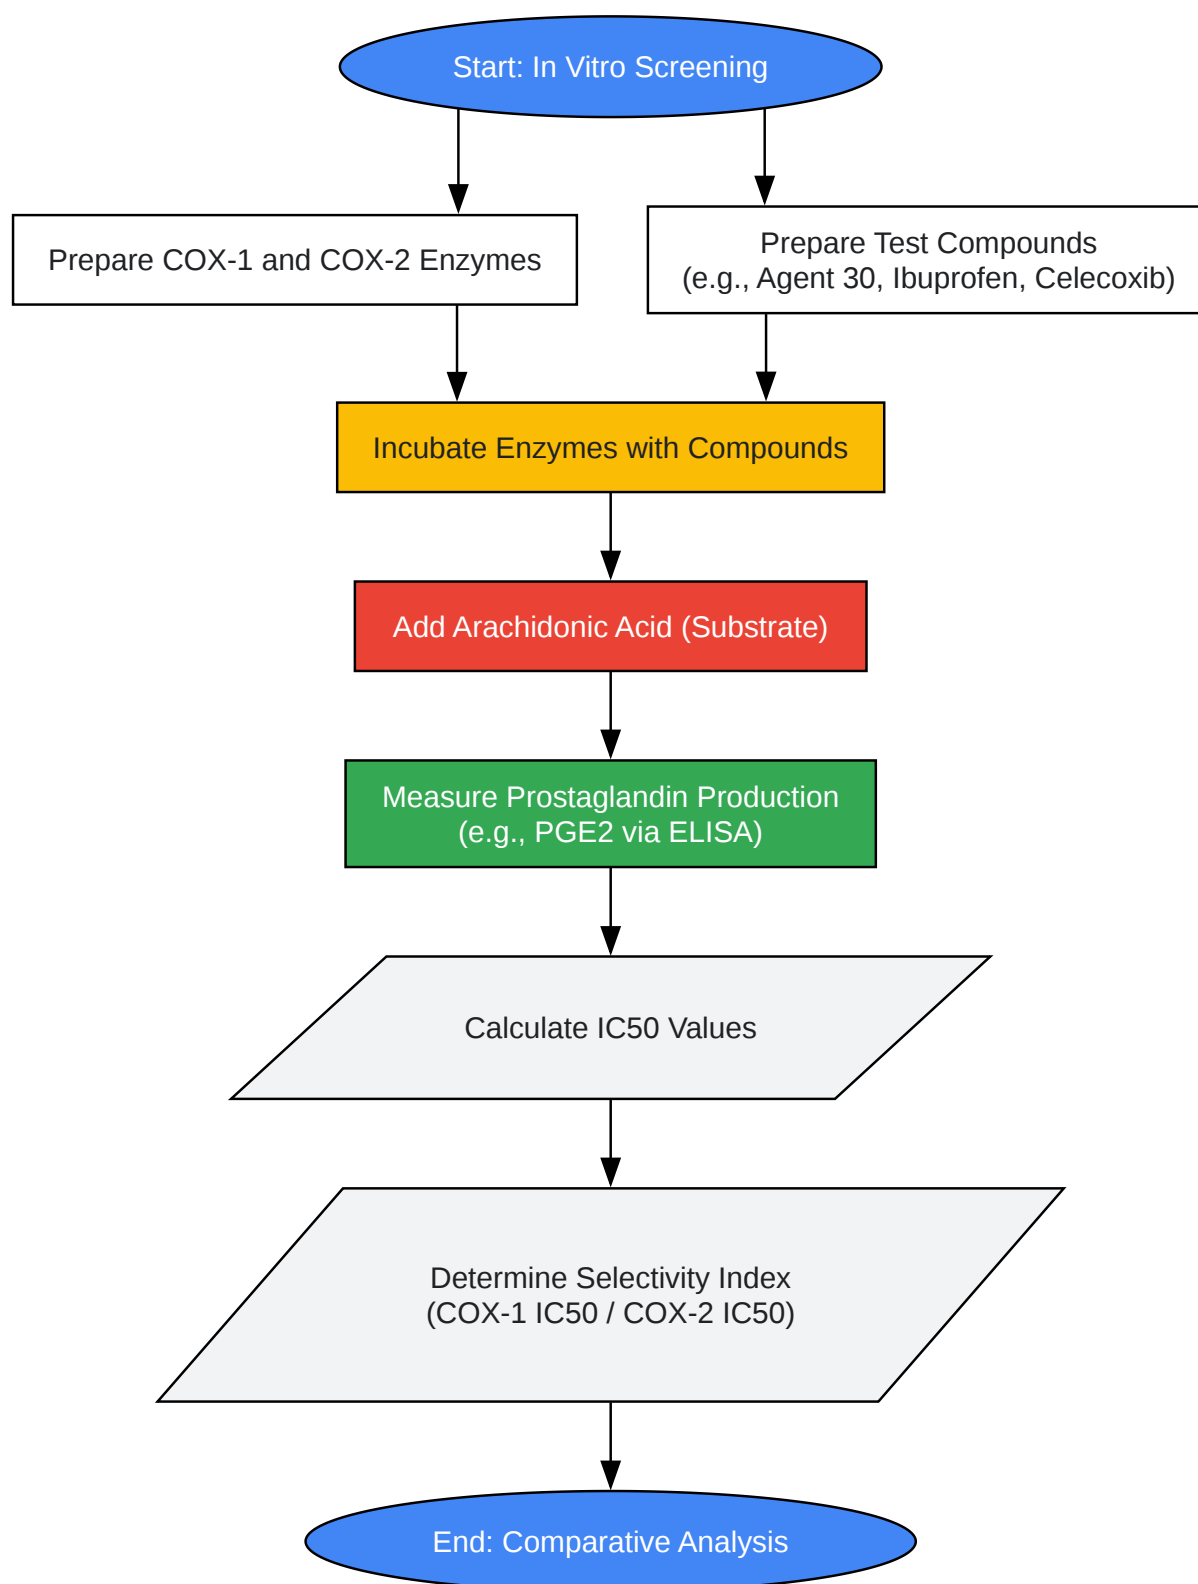 Start: In Vitro Screening
Prepare COX-1 and COX-2 Enzymes
Prepare Test Compounds
(e.g., Agent 30, Ibuprofen, Celecoxib)
Incubate Enzymes with Compounds
Add Arachidonic Acid (Substrate)
Measure Prostaglandin Production
(e.g., PGE2 via ELISA)
Calculate IC50 Values
Determine Selectivity Index
(COX-1 IC50 / COX-2 IC50)
End: Comparative Analysis